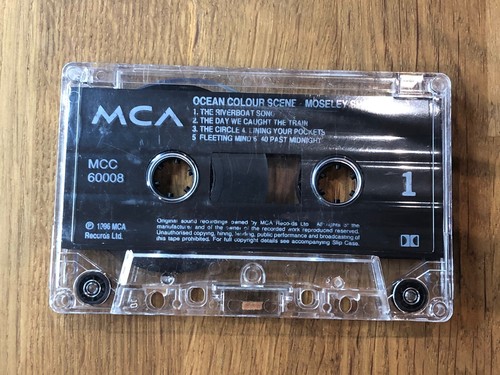 MCA
OCEAN COLOUR SCENE - MOSELEY
1. THE RIVERBOAT SONG
2. THE DAY WE CAUGHT THE TRAIN
3. THE CIRCLE 4. LINING YOUR POCKETS
5 FLEETING MIND 6. 40 PAST MIDNIGHT
MCC
60008
1
℗ 1996 MCA
Records Ltd.
Original sound recordings owned by MCA Records Ltd. All rights of the
manufacturer and of the owner of the recorded work reproduced reserved.
Unauthorised copying, hiring, lending, public performance and broadcasting of
this tape prohibited. For full copyright details see accompanying Slip Case.